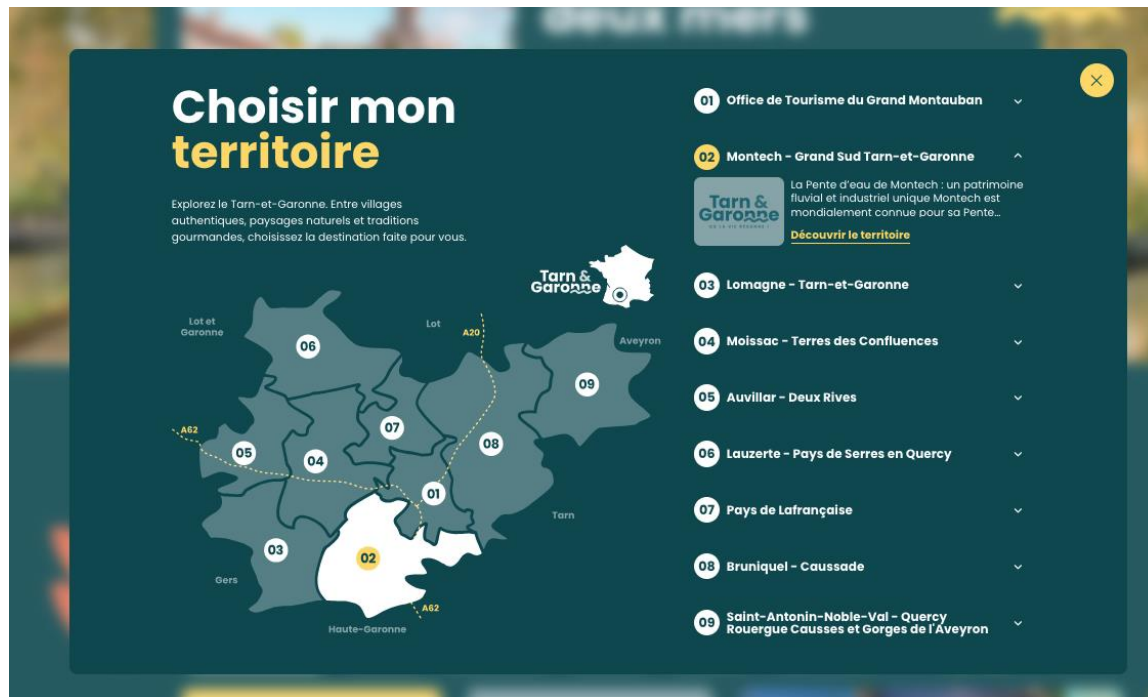 deux mers
Choisir mon
territoire
Explorez le Tarn-et-Garonne. Entre villages
authentiques, paysages naturels et traditions
gourmandes, choisissez la destination faite pour vous.
Tarn &
Garonne
Lot et
Garonne
Lot
A20
Aveyron
06
09
A62
07
05
04
08
01
Tarn
03
02
Gers
A62
Haute-Garonne
01 Office de Tourisme du Grand Montauban
02 Montech - Grand Sud Tarn-et-Garonne
Tarn &
Garonne
La Pente d'eau de Montech : un patrimoine
fluvial et industriel unique Montech est
mondialement connue pour sa Pente...
Découvrir le territoire
03 Lomagne - Tarn-et-Garonne
04 Moissac - Terres des Confluences
05 Auvillar - Deux Rives
06 Lauzerte - Pays de Serres en Quercy
07 Pays de Lafrançaise
08 Bruniquel - Caussade
09 Saint-Antonin-Noble-Val - Quercy
Rouergue Causses et Gorges de l'Aveyron